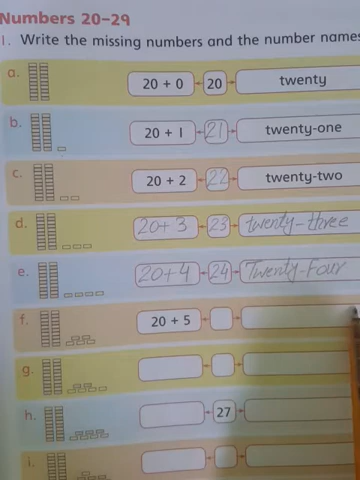 Numbers 20-29
1. Write the missing numbers and the number names
a. 20 + 0 20 twenty
b. 20 + 1 21 twenty-one
c. 20 + 2 22 twenty-two
d. 20+3 23 twenty-three
e. 20+4 24 Twenty-Four
f. 20 + 5
g.
h. 27
i.